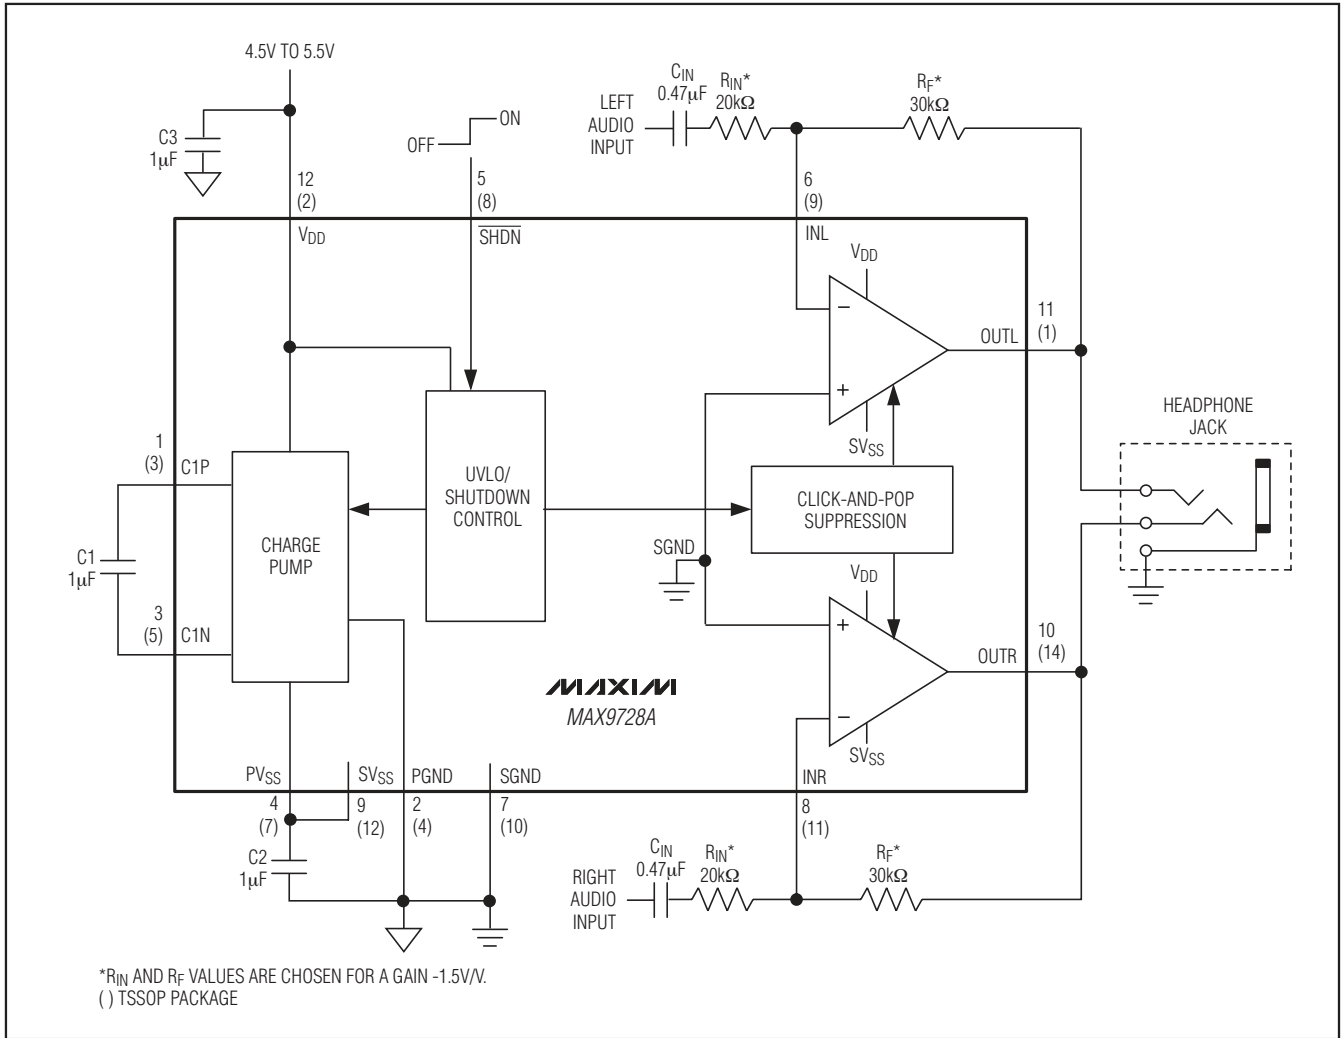 4.5V TO 5.5V
C3
1µF
12
(2)
VDD
OFF
ON
5
(8)
SHDN
LEFT
AUDIO
INPUT
CIN
0.47µF
RIN*
20kΩ
RF*
30kΩ
6
(9)
INL
VDD
−
+
SVSS
OUTL
11
(1)
HEADPHONE
JACK
1
(3)
C1P
C1
1µF
3
(5)
C1N
CHARGE
PUMP
UVLO/
SHUTDOWN
CONTROL
CLICK-AND-POP
SUPPRESSION
SGND
VDD
+
−
SVSS
OUTR
10
(14)
MAXIM
MAX9728A
PVSS
SVSS
PGND
SGND
INR
4
(7)
9
(12)
2
(4)
7
(10)
8
(11)
C2
1µF
RIGHT
AUDIO
INPUT
CIN
0.47µF
RIN*
20kΩ
RF*
30kΩ
*RIN AND RF VALUES ARE CHOSEN FOR A GAIN -1.5V/V.
( ) TSSOP PACKAGE